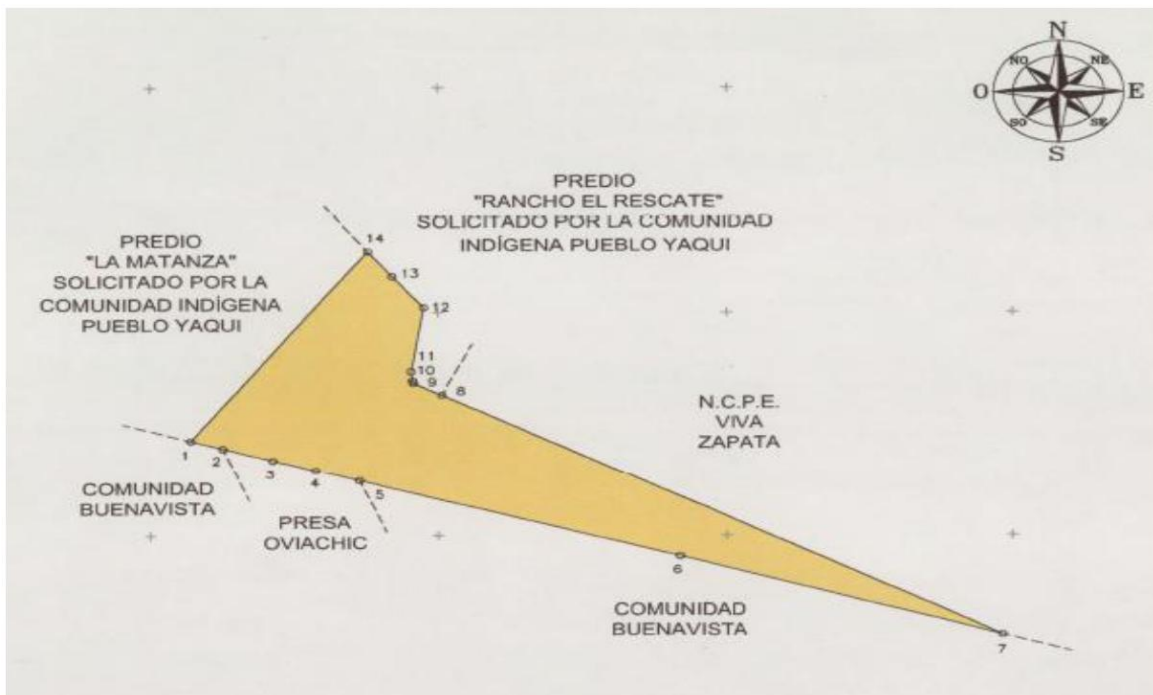 N
NO
NE
O
E
SO
SE
S
PREDIO
"RANCHO EL RESCATE"
SOLICITADO POR LA COMUNIDAD
INDÍGENA PUEBLO YAQUI
PREDIO
"LA MATANZA"
SOLICITADO POR LA
COMUNIDAD INDÍGENA
PUEBLO YAQUI
14
13
12
11
10
9
8
N.C.P.E.
VIVA
ZAPATA
1
2
3
4
5
COMUNIDAD
BUENAVISTA
PRESA
OVIACHIC
6
COMUNIDAD
BUENAVISTA
7